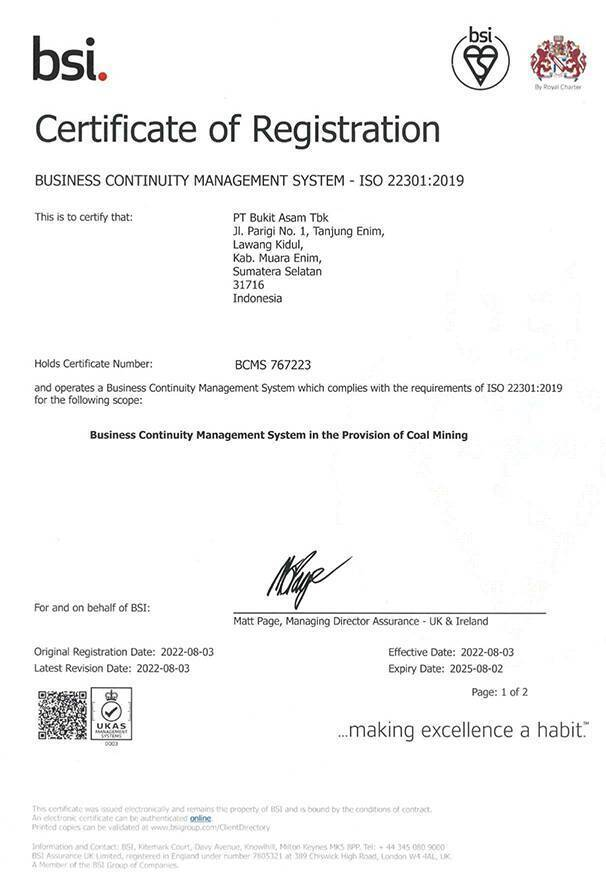 bsi.
bsi.
By Royal Charter
Certificate of Registration
BUSINESS CONTINUITY MANAGEMENT SYSTEM - ISO 22301:2019
This is to certify that:
PT Bukit Asam Tbk
Jl. Parigi No. 1, Tanjung Enim,
Lawang Kidul,
Kab. Muara Enim,
Sumatera Selatan
31716
Indonesia
Holds Certificate Number:
BCMS 767223
and operates a Business Continuity Management System which complies with the requirements of ISO 22301:2019
for the following scope:
Business Continuity Management System in the Provision of Coal Mining
For and on behalf of BSI:
Matt Page, Managing Director Assurance - UK & Ireland
Original Registration Date: 2022-08-03
Effective Date: 2022-08-03
Latest Revision Date: 2022-08-03
Expiry Date: 2025-08-02
Page: 1 of 2
UKAS
MANAGEMENT
SYSTEMS
0003
...making excellence a habit.™
This certificate was issued electronically and remains the property of BSI and is bound by the conditions of contract.
An electronic certificate can be authenticated online.
Printed copies can be validated at www.bsigroup.com/ClientDirectory
Information and Contact: BSI, Kitemark Court, Davy Avenue, Knowlhill, Milton Keynes MK5 8PP. Tel: + 44 345 080 9000
BSI Assurance UK Limited, registered in England under number 7805321 at 389 Chiswick High Road, London W4 4AL, UK.
A Member of the BSI Group of Companies.